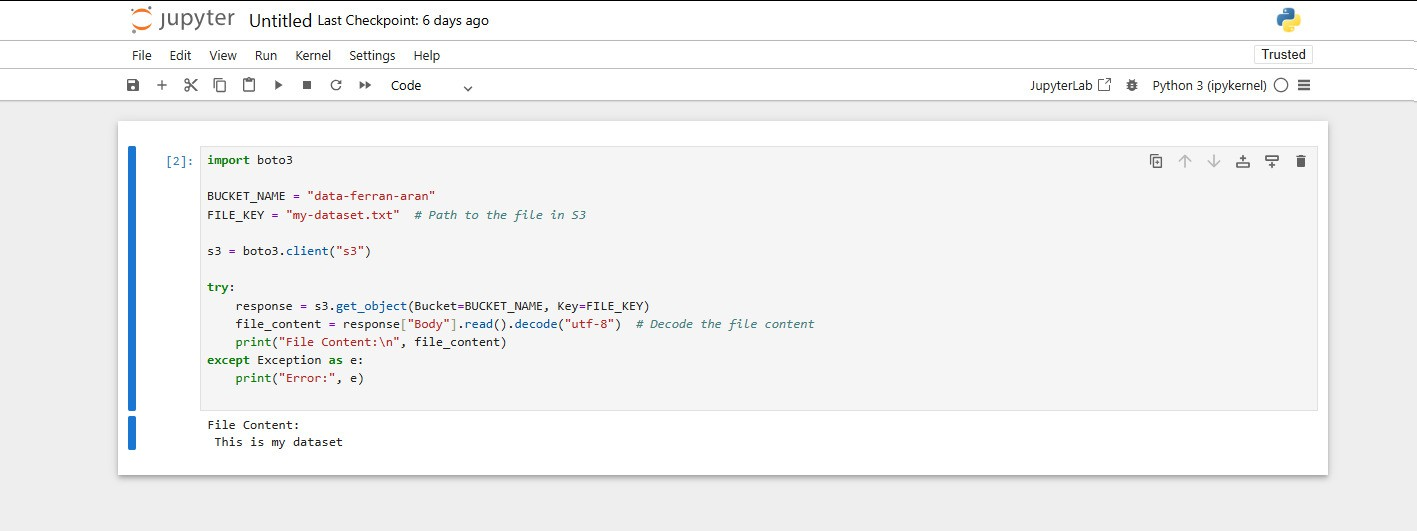 jupyter Untitled Last Checkpoint: 6 days ago
File Edit View Run Kernel Settings Help Trusted
Code JupyterLab Python 3 (ipykernel)
[2]: import boto3
BUCKET_NAME = "data-ferran-aran"
FILE_KEY = "my-dataset.txt"  # Path to the file in S3
s3 = boto3.client("s3")
try:
    response = s3.get_object(Bucket=BUCKET_NAME, Key=FILE_KEY)
    file_content = response["Body"].read().decode("utf-8")  # Decode the file content
    print("File Content:\n", file_content)
except Exception as e:
    print("Error:", e)
File Content:
 This is my dataset